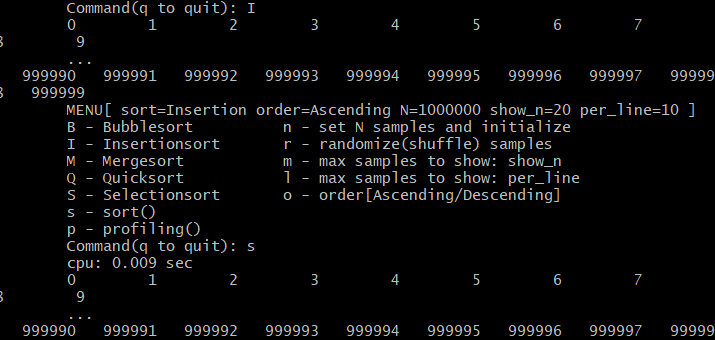 Command(q to quit): I
0 1 2 3 4 5 6 7
9
...
999990 999991 999992 999993 999994 999995 999996 999997 99999
999999
MENU[ sort=Insertion order=Ascending N=1000000 show_n=20 per_line=10 ]
B - Bubblesort n - set N samples and initialize
I - Insertionsort r - randomize(shuffle) samples
M - Mergesort m - max samples to show: show_n
Q - Quicksort l - max samples to show: per_line
S - Selectionsort o - order[Ascending/Descending]
s - sort()
p - profiling()
Command(q to quit): s
cpu: 0.009 sec
0 1 2 3 4 5 6 7
9
...
999990 999991 999992 999993 999994 999995 999996 999997 99999